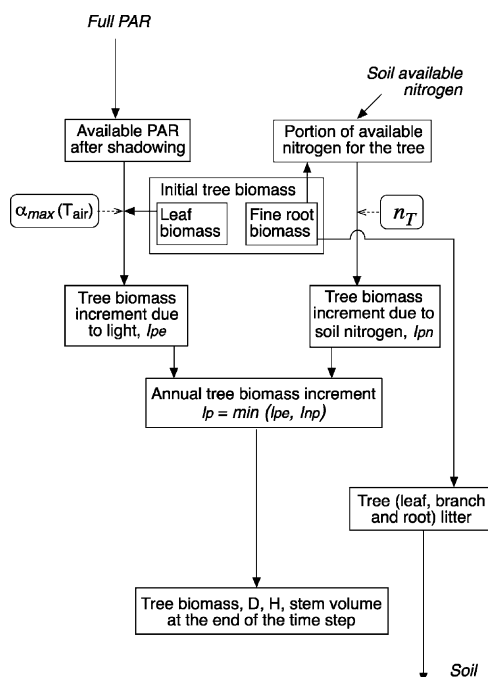 Full PAR
Soil available
nitrogen
Available PAR
after shadowing
Portion of available
nitrogen for the tree
Initial tree biomass
αmax (Tair)
Leaf
biomass
Fine root
biomass
nT
Tree biomass
increment due
to light, Ipe
Tree biomass
increment due to
soil nitrogen, Ipn
Annual tree biomass increment
Ip = min (Ipe, Inp)
Tree (leaf, branch
and root) litter
Tree biomass, D, H, stem volume
at the end of the time step
Soil